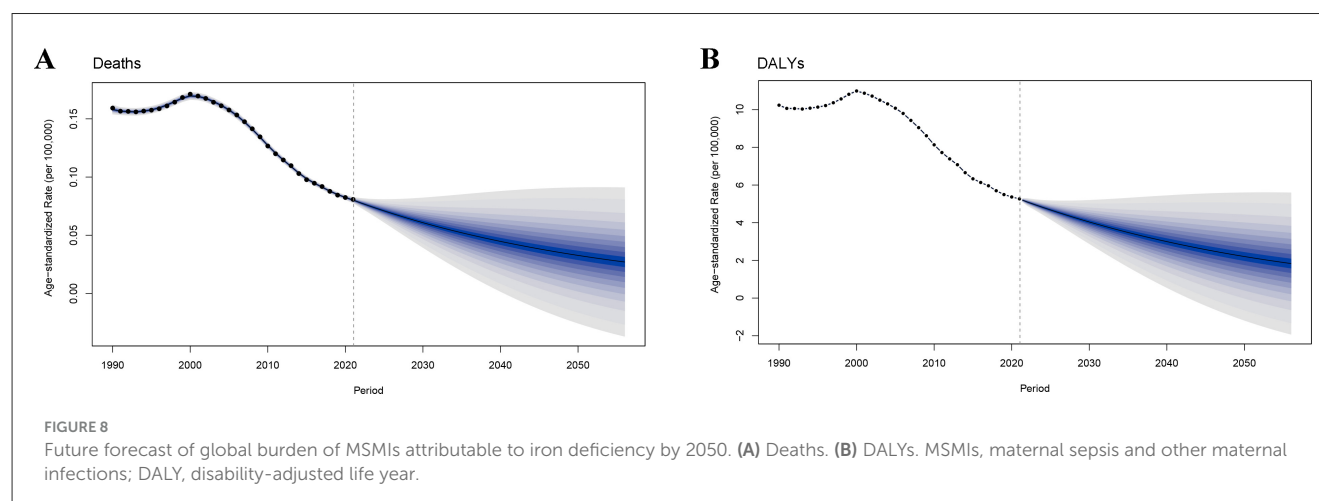 A
Deaths
Age-standardized Rate (per 100,000)
0.15
0.10
0.05
0.00
1990 2000 2010 2020 2030 2040 2050
Period
B
DALYs
Age-standardized Rate (per 100,000)
10
8
6
4
2
0
-2
1990 2000 2010 2020 2030 2040 2050
Period
FIGURE 8
Future forecast of global burden of MSMIs attributable to iron deficiency by 2050. (A) Deaths. (B) DALYs. MSMIs, maternal sepsis and other maternal
infections; DALY, disability-adjusted life year.